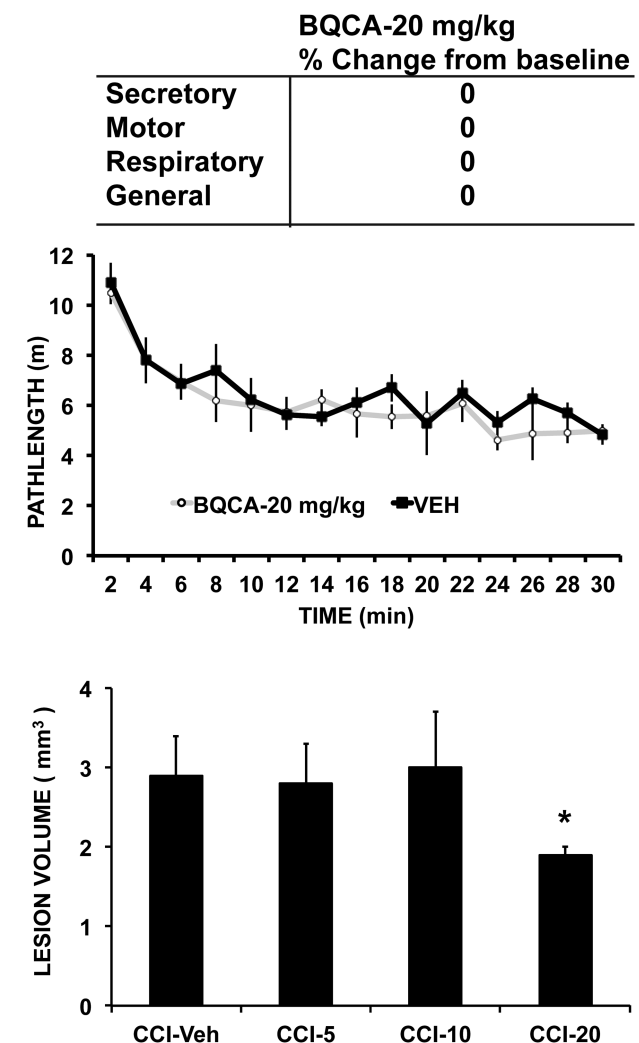 BQCA-20 mg/kg
% Change from baseline
Secretory 0
Motor 0
Respiratory 0
General 0
12
10
8
6
4
2
0
PATHLENGTH (m)
BQCA-20 mg/kg VEH
2 4 6 8 10 12 14 16 18 20 22 24 26 28 30
TIME (min)
4
3
2
1
0
LESION VOLUME ( mm³ )
*
CCI-Veh CCI-5 CCI-10 CCI-20